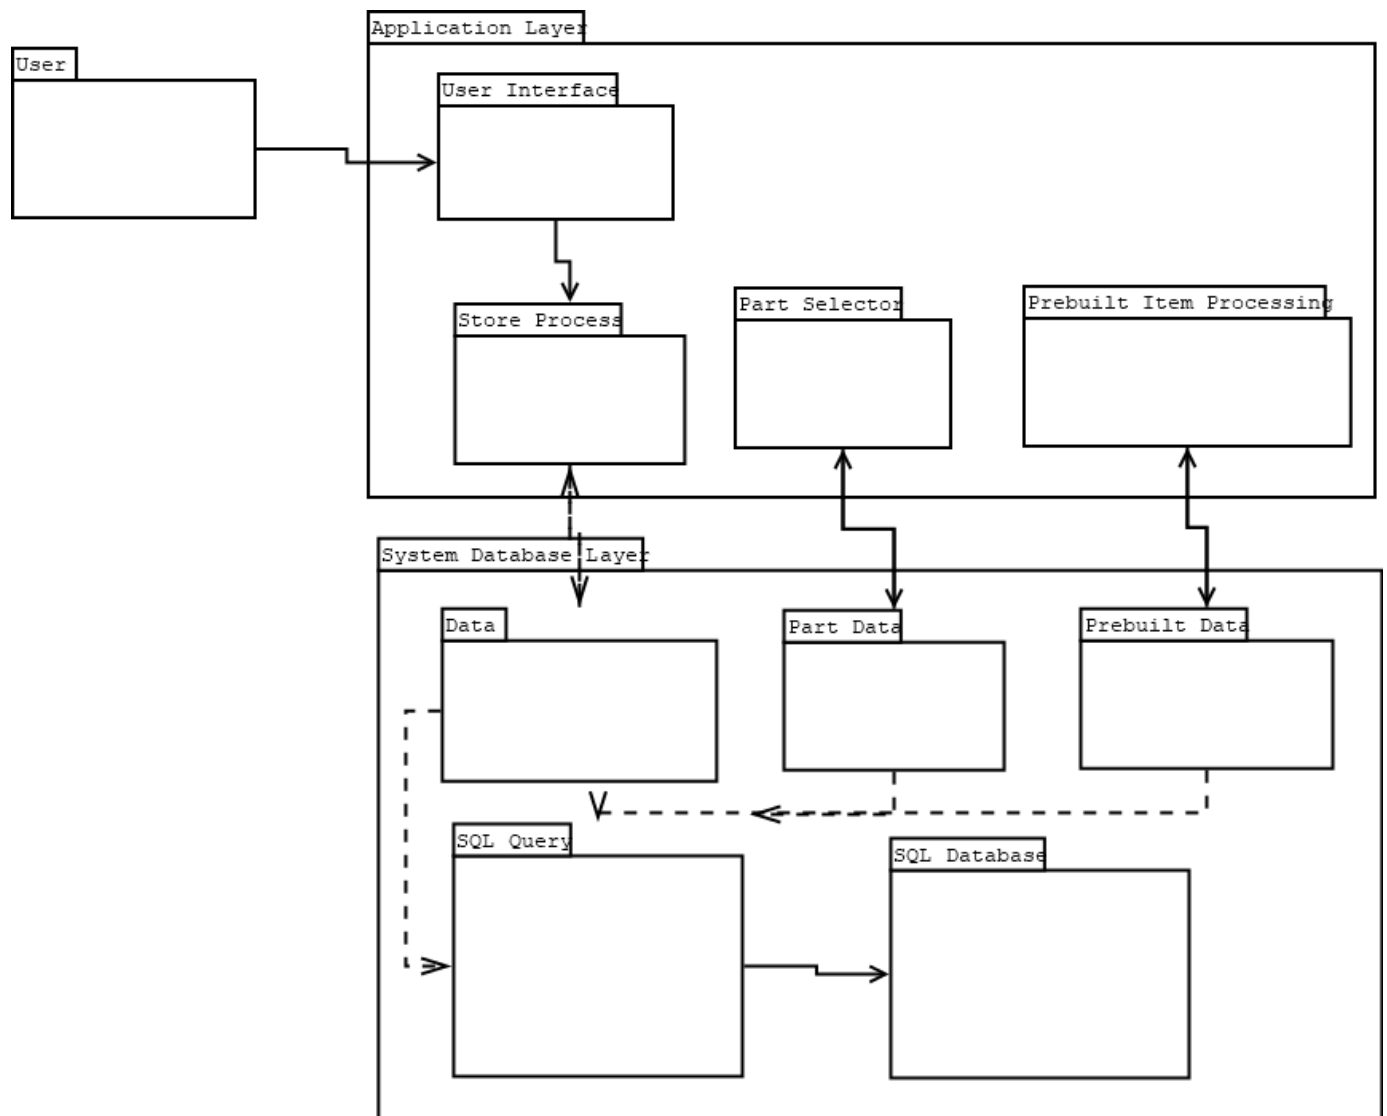 Application Layer
User
User Interface
Store Process
Part Selector
Prebuilt Item Processing
System Database Layer
Data
Part Data
Prebuilt Data
SQL Query
SQL Database